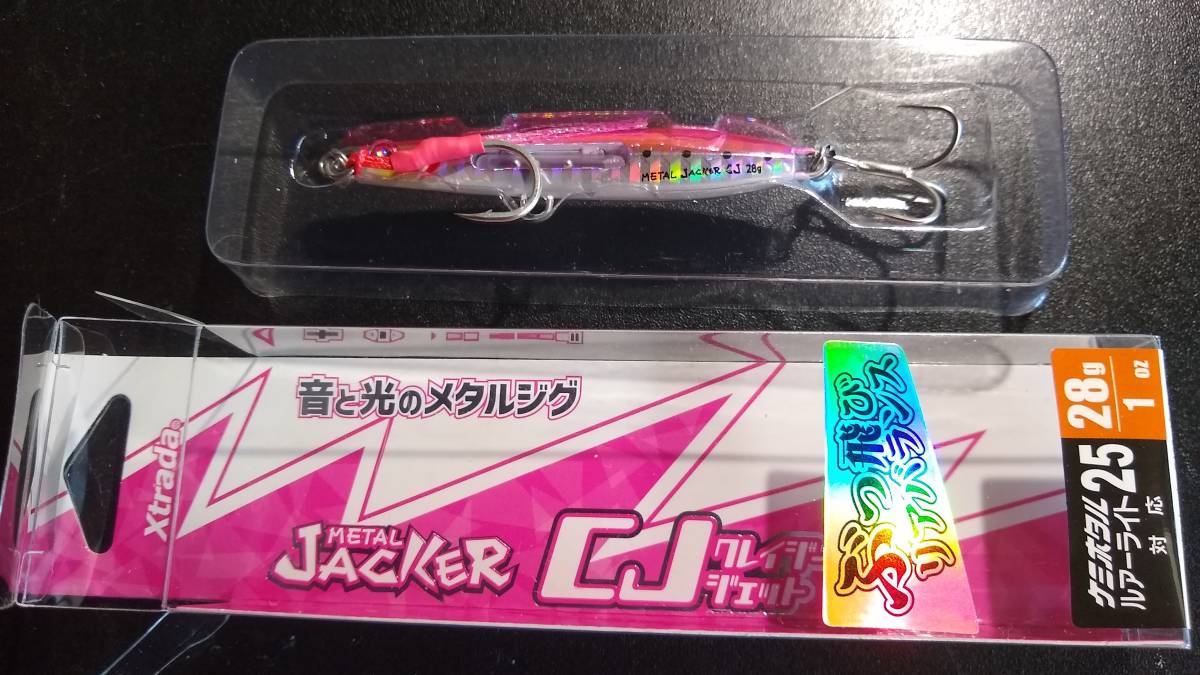 METAL JACKER CJ 28g
Xtrada®
音と光のメタルジグ
METAL
JACKER
CJ
クレイジー
ジェット
ぶっ飛び
リアバランス
28g
1 oz
ケミホタル25
ルアーライト
対応